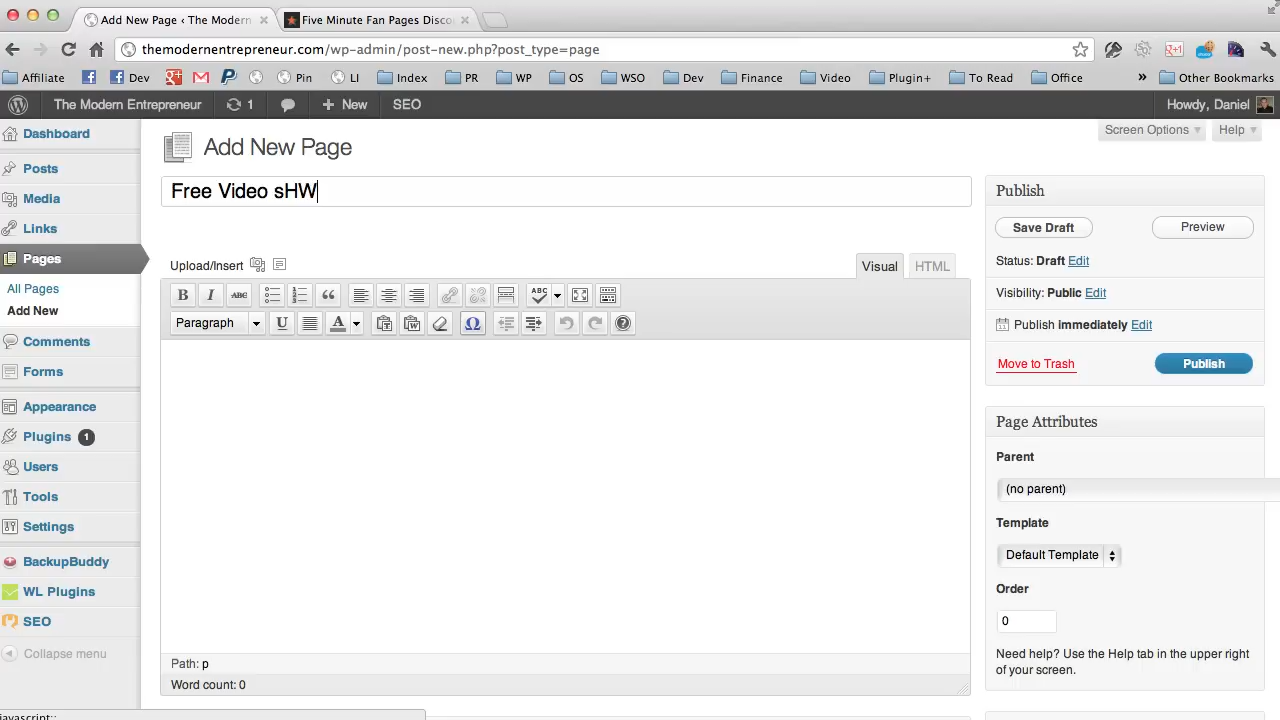 Add New Page ‹ The Modern
Five Minute Fan Pages Disco
themodernentrepreneur.com/wp-admin/post-new.php?post_type=page
Affiliate Dev Pin LI Index PR WP OS WSO Dev Finance Video Plugin+ To Read Office » Other Bookmarks
The Modern Entrepreneur 1 + New SEO Howdy, Daniel
Screen Options Help
Dashboard
Posts
Media
Links
Pages
All Pages
Add New
Comments
Forms
Appearance
Plugins 1
Users
Tools
Settings
BackupBuddy
WL Plugins
SEO
Collapse menu
Add New Page
Free Video sHW
Upload/Insert
Visual HTML
B I ABC “ ABC
Paragraph U A T W Ω ?
Path: p
Word count: 0
Publish
Save Draft Preview
Status: Draft Edit
Visibility: Public Edit
Publish immediately Edit
Move to Trash Publish
Page Attributes
Parent
(no parent)
Template
Default Template
Order
0
Need help? Use the Help tab in the upper right
of your screen.